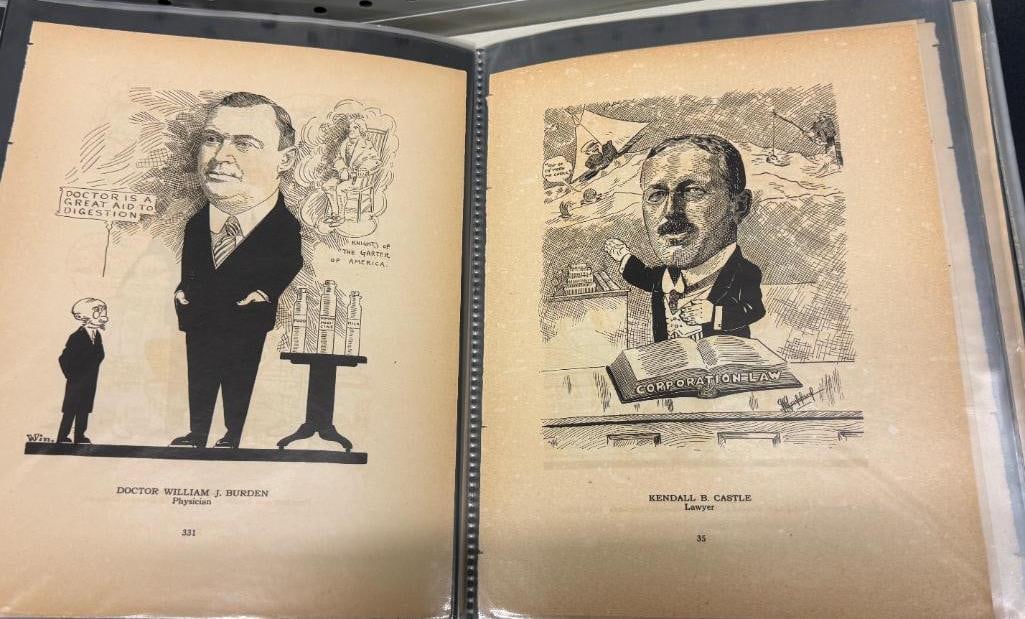 DOCTOR IS A
GREAT AID TO
DIGESTION
KNIGHTS OF
THE GARTER
OF AMERICA.
MILK
Win.
DOCTOR WILLIAM J. BURDEN
Physician
331
CORPORATION LAW
KENDALL B. CASTLE
Lawyer
35